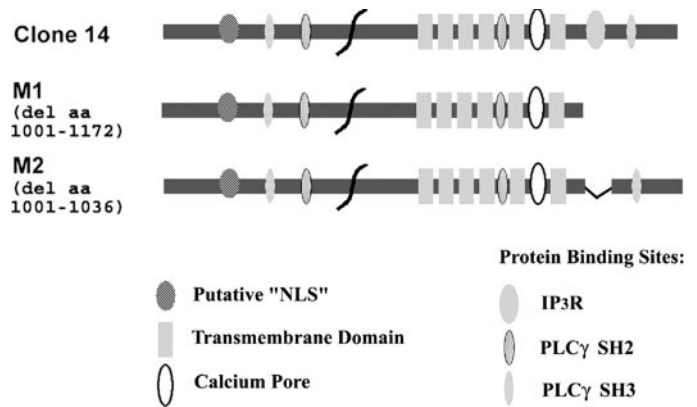 Clone 14
M1
(del aa
1001-1172)
M2
(del aa
1001-1036)
Putative "NLS"
Transmembrane Domain
Calcium Pore
Protein Binding Sites:
IP3R
PLCγ SH2
PLCγ SH3